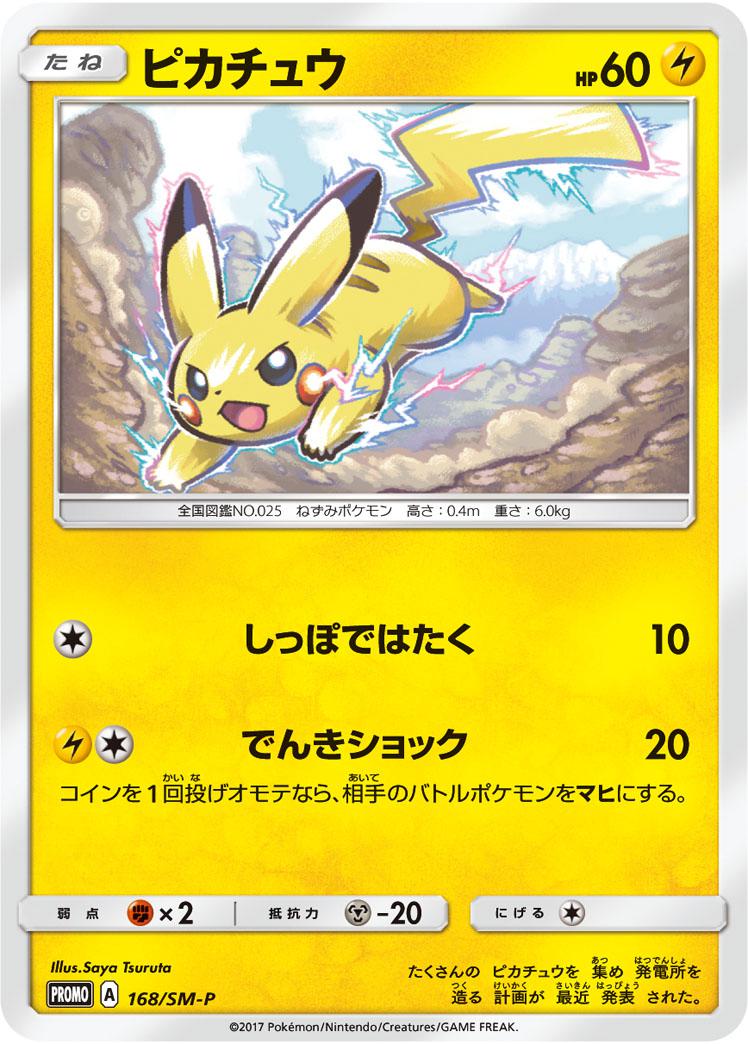 たね ピカチュウ HP60
全国図鑑NO.025 ねずみポケモン 高さ:0.4m 重さ:6.0kg
しっぽではたく 10
でんきショック 20
コインを1回投げオモテなら、相手のバトルポケモンをマヒにする。
弱点 ×2 抵抗力 -20 にげる
Illus.Saya Tsuruta
PROMO A 168/SM-P
たくさんの ピカチュウを 集め 発電所を
造る 計画が 最近 発表 された。
©2017 Pokémon/Nintendo/Creatures/GAME FREAK.